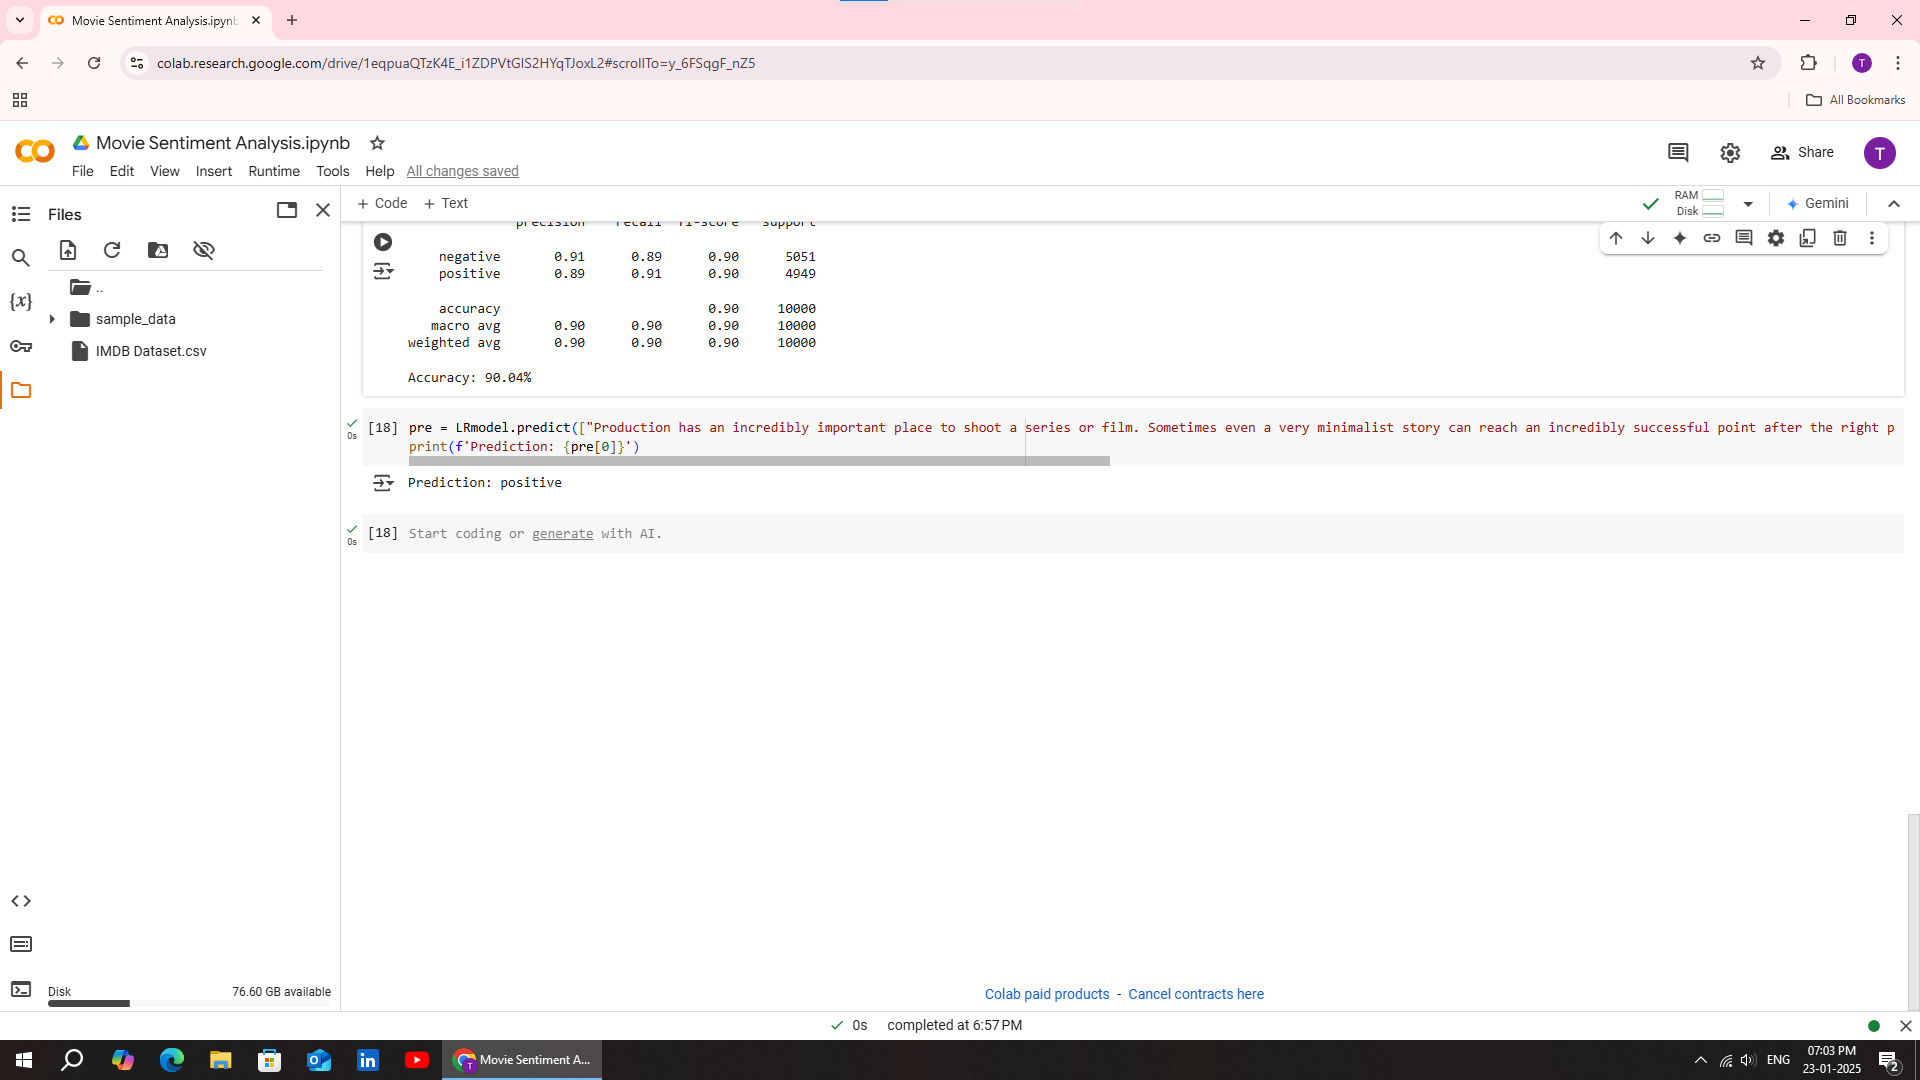 Movie Sentiment Analysis.ipynb
colab.research.google.com/drive/1eqpuaQTzK4E_i1ZDPVtGIS2HYqTJoxL2#scrollTo=y_6FSqgF_nZ5
T
All Bookmarks
Movie Sentiment Analysis.ipynb
File Edit View Insert Runtime Tools Help All changes saved
Share
T
Files
+ Code + Text
RAM
Disk
Gemini
..
sample_data
IMDB Dataset.csv
precision recall f1-score support
negative 0.91 0.89 0.90 5051
positive 0.89 0.91 0.90 4949
accuracy 0.90 10000
macro avg 0.90 0.90 0.90 10000
weighted avg 0.90 0.90 0.90 10000
Accuracy: 90.04%
0s
[18] pre = LRmodel.predict(["Production has an incredibly important place to shoot a series or film. Sometimes even a very minimalist story can reach an incredibly successful point after the right p
print(f'Prediction: {pre[0]}')
Prediction: positive
0s
[18] Start coding or generate with AI.
Disk 76.60 GB available
Colab paid products - Cancel contracts here
0s completed at 6:57 PM
Movie Sentiment A...
ENG
07:03 PM
23-01-2025
2